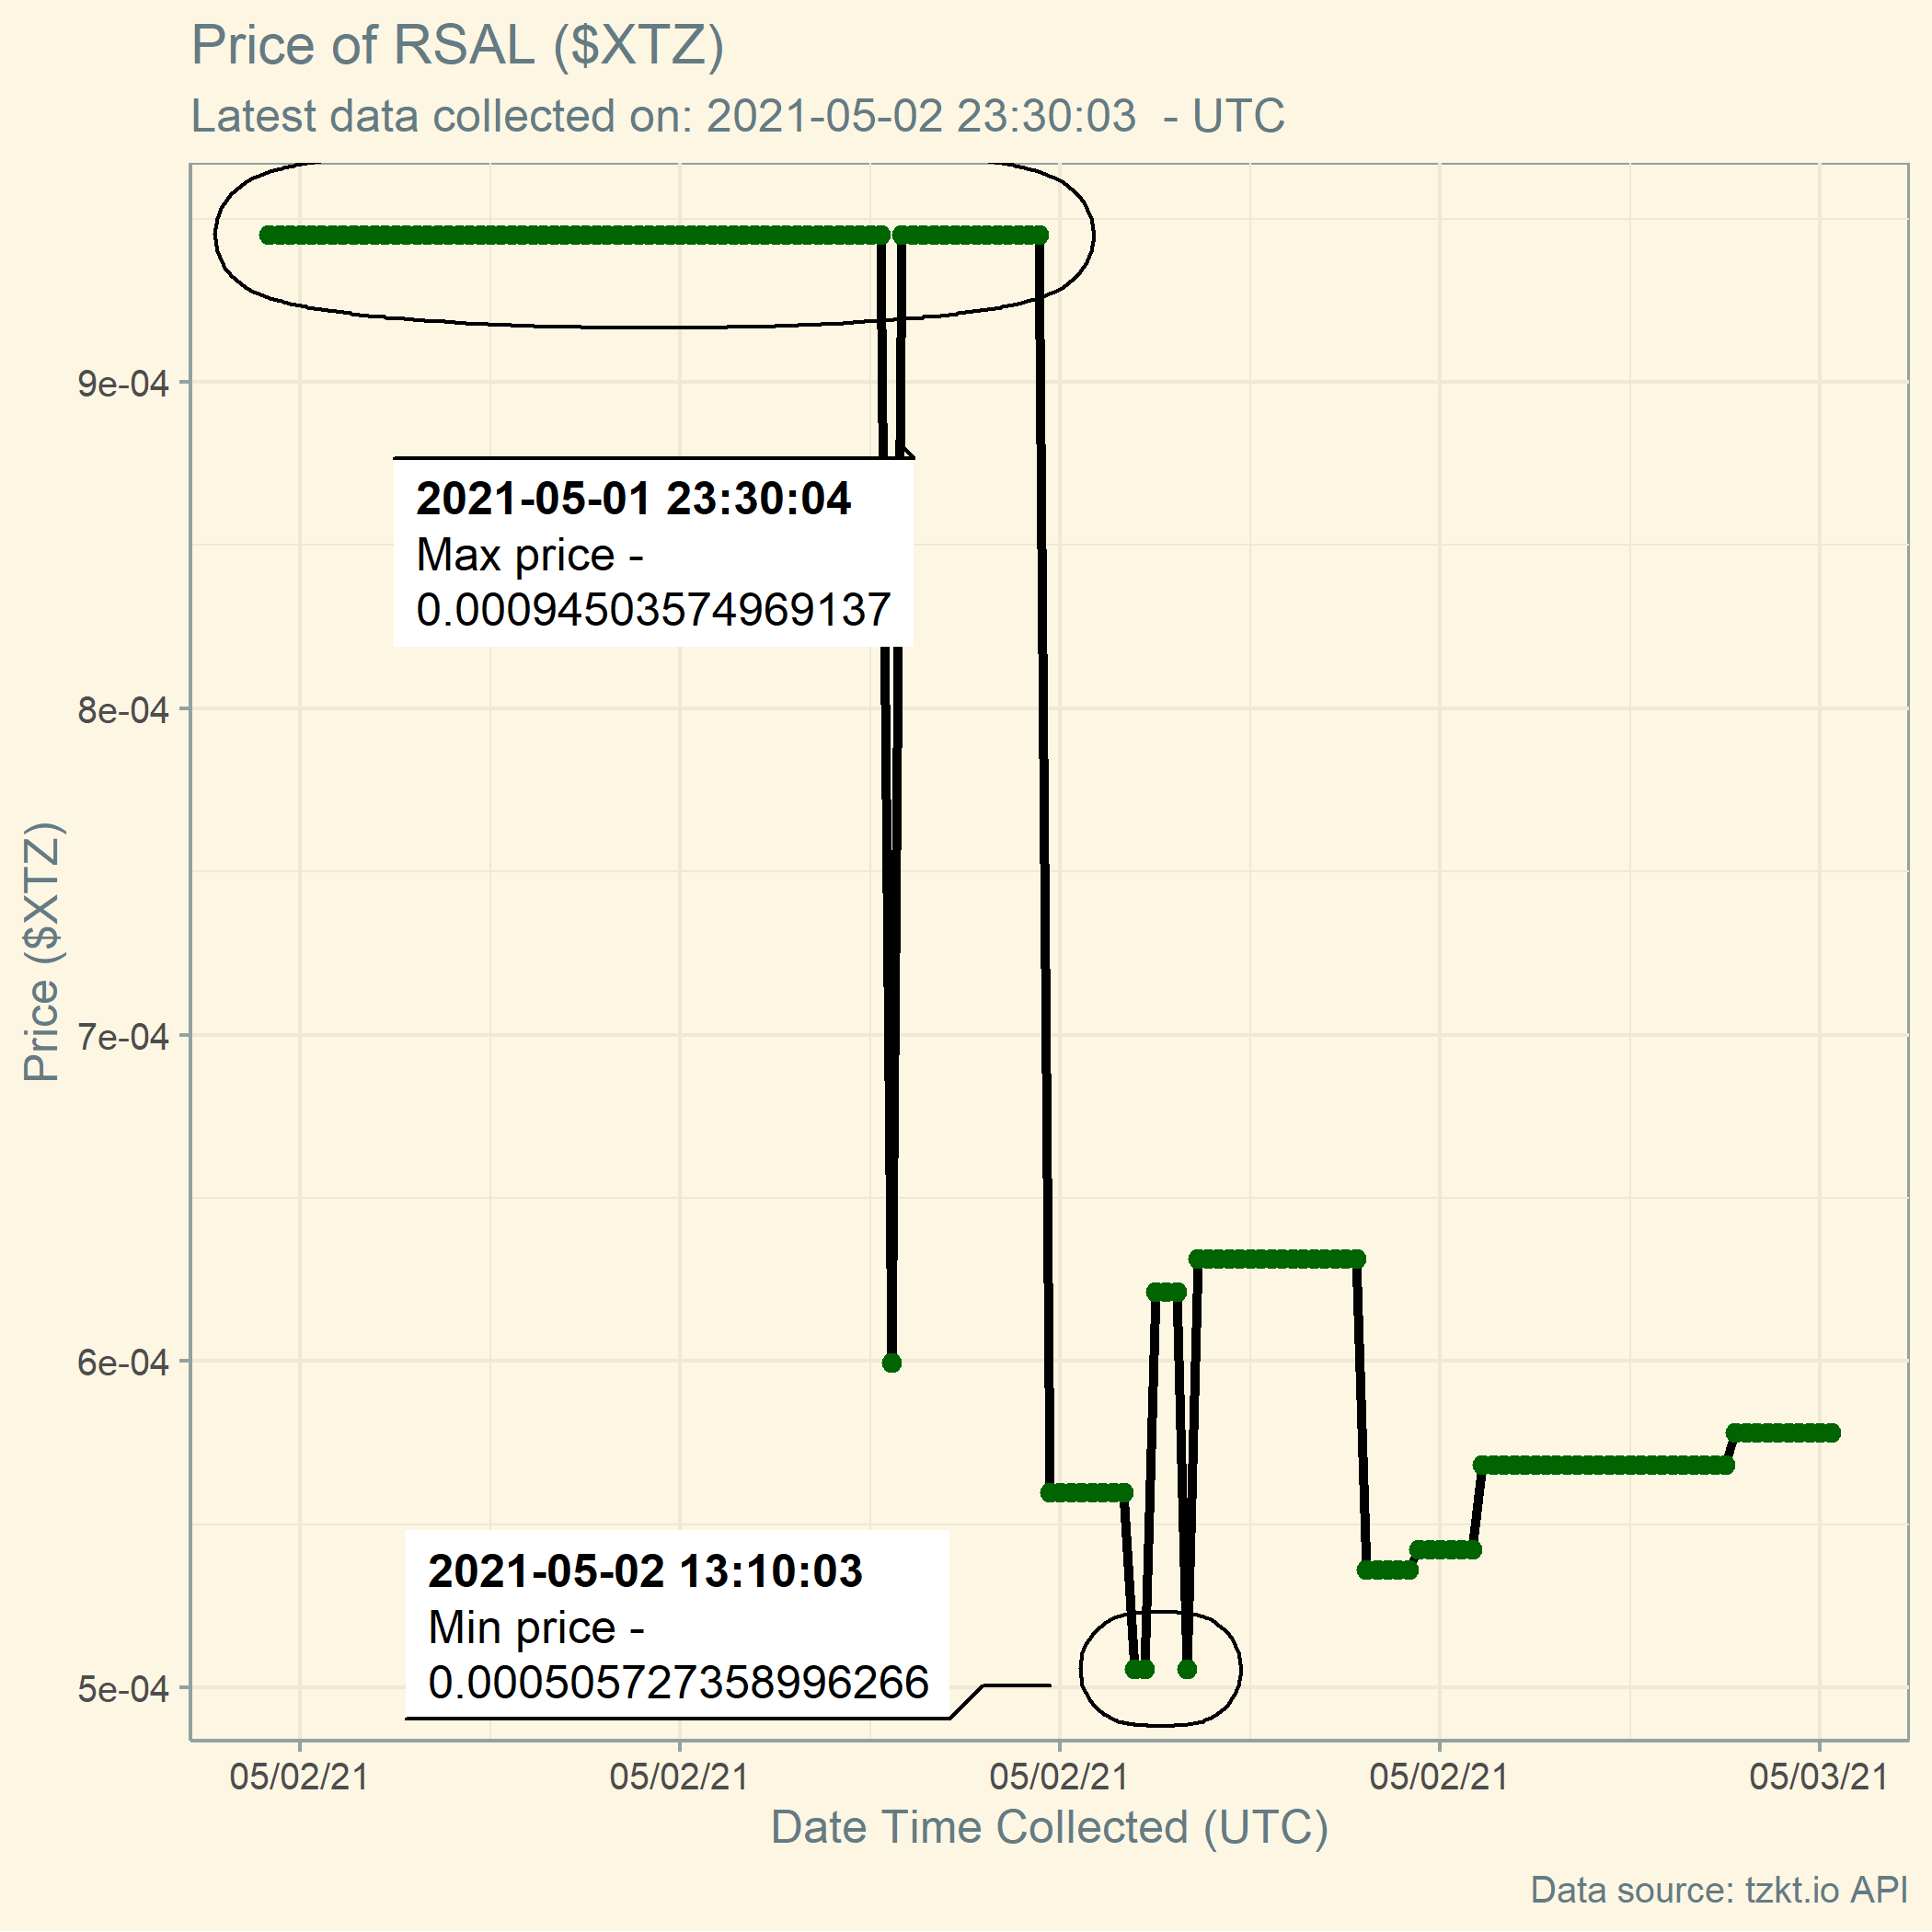 Price of RSAL ($XTZ)
Latest data collected on: 2021-05-02 23:30:03  - UTC
9e-04
8e-04
7e-04
6e-04
5e-04
Price ($XTZ)
2021-05-01 23:30:04
Max price -
0.00094503574969137
2021-05-02 13:10:03
Min price -
0.0005057273589962​66
05/02/21 05/02/21 05/02/21 05/02/21 05/03/21
Date Time Collected (UTC)
Data source: tzkt.io API